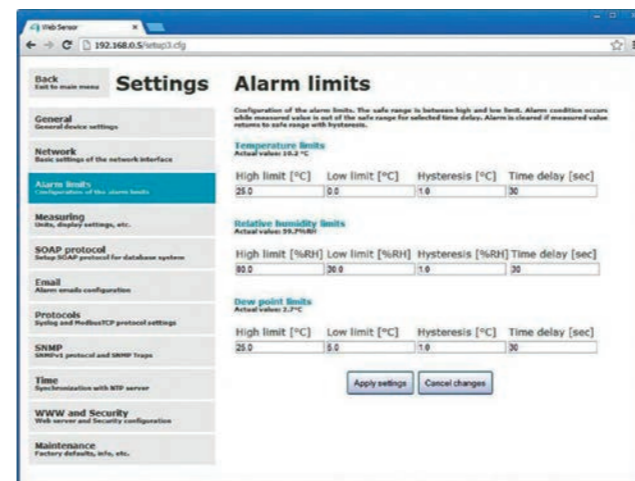 Web Sensor
192.168.0.5/setup3.cfg
Back
Exit to main menu
Settings
General
General device settings
Network
Basic settings of the network interface
Alarm limits
Configuration of the alarm limits
Measuring
Units, display settings, etc.
SOAP protocol
Setup SOAP protocol for database system
Email
Alarm emails configuration
Protocols
Syslog and ModbusTCP protocol settings
SNMP
SNMPv1 protocol and SNMP Traps
Time
Synchronization with NTP server
WWW and Security
Web server and Security configuration
Maintenance
Factory defaults, info, etc.
Alarm limits
Configuration of the alarm limits. The safe range is between high and low limit. Alarm condition occurs
while measured value is out of the safe range for selected time delay. Alarm is cleared if measured value
returns to safe range with hysteresis.
Temperature limits
Actual value: 10.2 °C
High limit [°C] Low limit [°C] Hysteresis [°C] Time delay [sec]
25.0 0.0 1.0 30
Relative humidity limits
Actual value: 59.7%RH
High limit [%RH] Low limit [%RH] Hysteresis [%RH] Time delay [sec]
80.0 30.0 1.0 30
Dew point limits
Actual value: 2.7°C
High limit [°C] Low limit [°C] Hysteresis [°C] Time delay [sec]
25.0 5.0 1.0 30
Apply settings Cancel changes